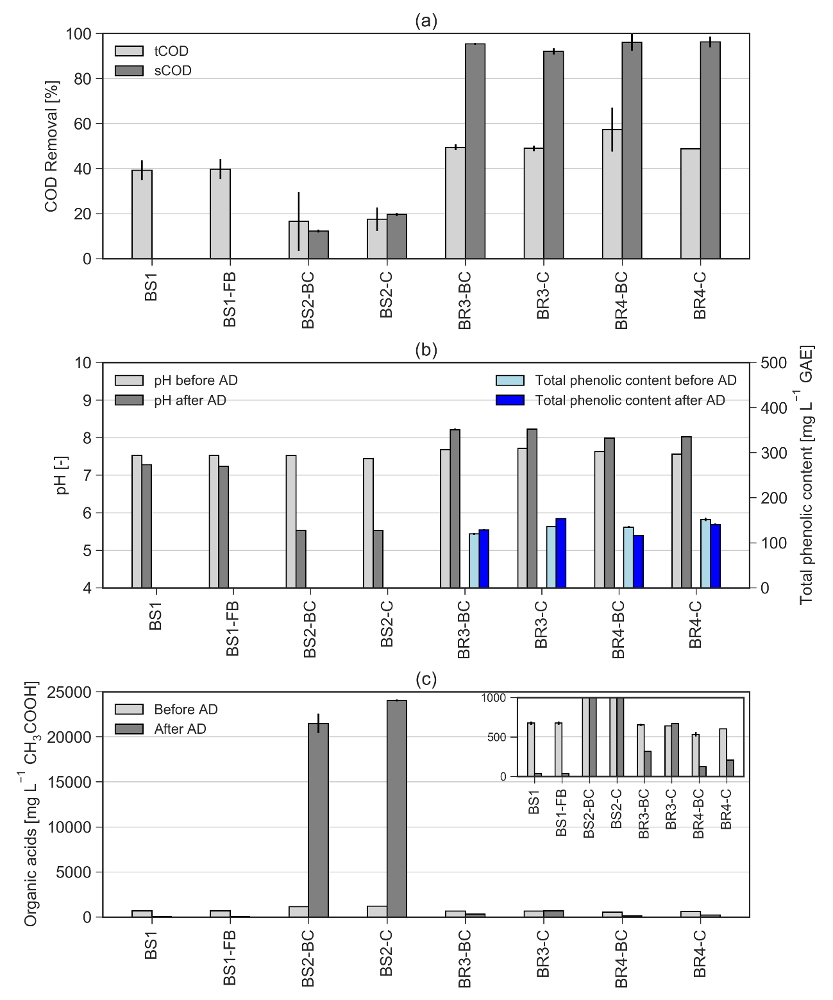 (a)
100
80
60
40
20
0
COD Removal [%]
tCOD
sCOD
BS1
BS1-FB
BS2-BC
BS2-C
BR3-BC
BR3-C
BR4-BC
BR4-C
(b)
10
9
8
7
6
5
4
pH [-]
pH before AD
pH after AD
Total phenolic content before AD
Total phenolic content after AD
500
400
300
200
100
0
Total phenolic content [mg L⁻¹ GAE]
BS1
BS1-FB
BS2-BC
BS2-C
BR3-BC
BR3-C
BR4-BC
BR4-C
(c)
25000
20000
15000
10000
5000
0
Organic acids [mg L⁻¹ CH₃COOH]
Before AD
After AD
1000
500
0
BS1
BS1-FB
BS2-BC
BS2-C
BR3-BC
BR3-C
BR4-BC
BR4-C
BS1
BS1-FB
BS2-BC
BS2-C
BR3-BC
BR3-C
BR4-BC
BR4-C